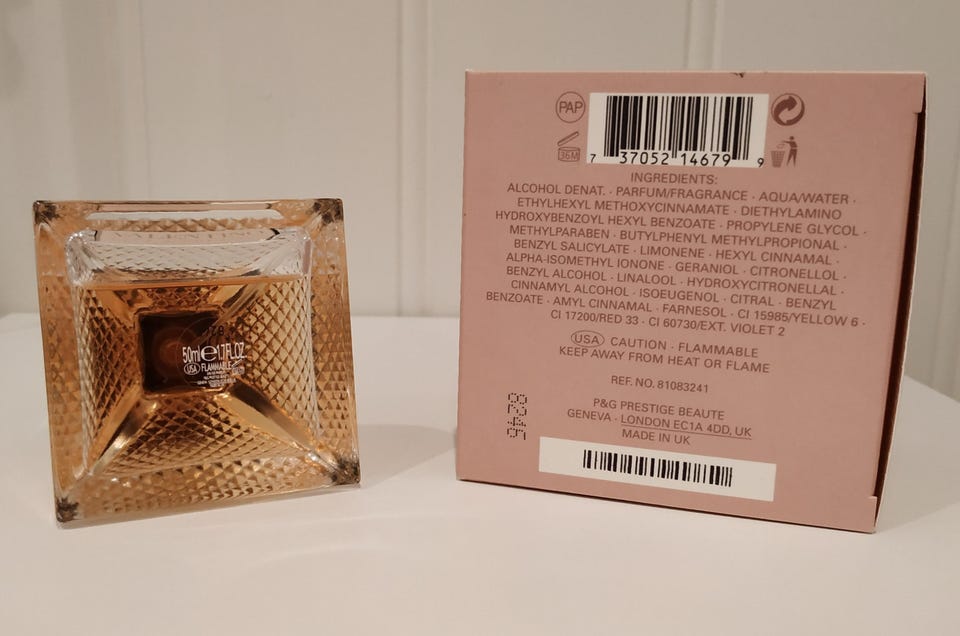 50ml e 1.7 FL.OZ.
USA FLAMMABLE
PAP
36M
7 37052 14679 9
INGREDIENTS:
ALCOHOL DENAT. · PARFUM/FRAGRANCE · AQUA/WATER ·
ETHYLHEXYL METHOXYCINNAMATE · DIETHYLAMINO
HYDROXYBENZOYL HEXYL BENZOATE · PROPYLENE GLYCOL ·
METHYLPARABEN · BUTYLPHENYL METHYLPROPIONAL ·
BENZYL SALICYLATE · LIMONENE · HEXYL CINNAMAL ·
ALPHA-ISOMETHYL IONONE · GERANIOL · CITRONELLOL ·
BENZYL ALCOHOL · LINALOOL · HYDROXYCITRONELLAL ·
CINNAMYL ALCOHOL · ISOEUGENOL · CITRAL · BENZYL
BENZOATE · AMYL CINNAMAL · FARNESOL · CI 15985/YELLOW 6 ·
CI 17200/RED 33 · CI 60730/EXT. VIOLET 2
USA CAUTION · FLAMMABLE
KEEP AWAY FROM HEAT OR FLAME
REF. NO. 81083241
P&G PRESTIGE BEAUTE
GENEVA · LONDON EC1A 4DD, UK
MADE IN UK